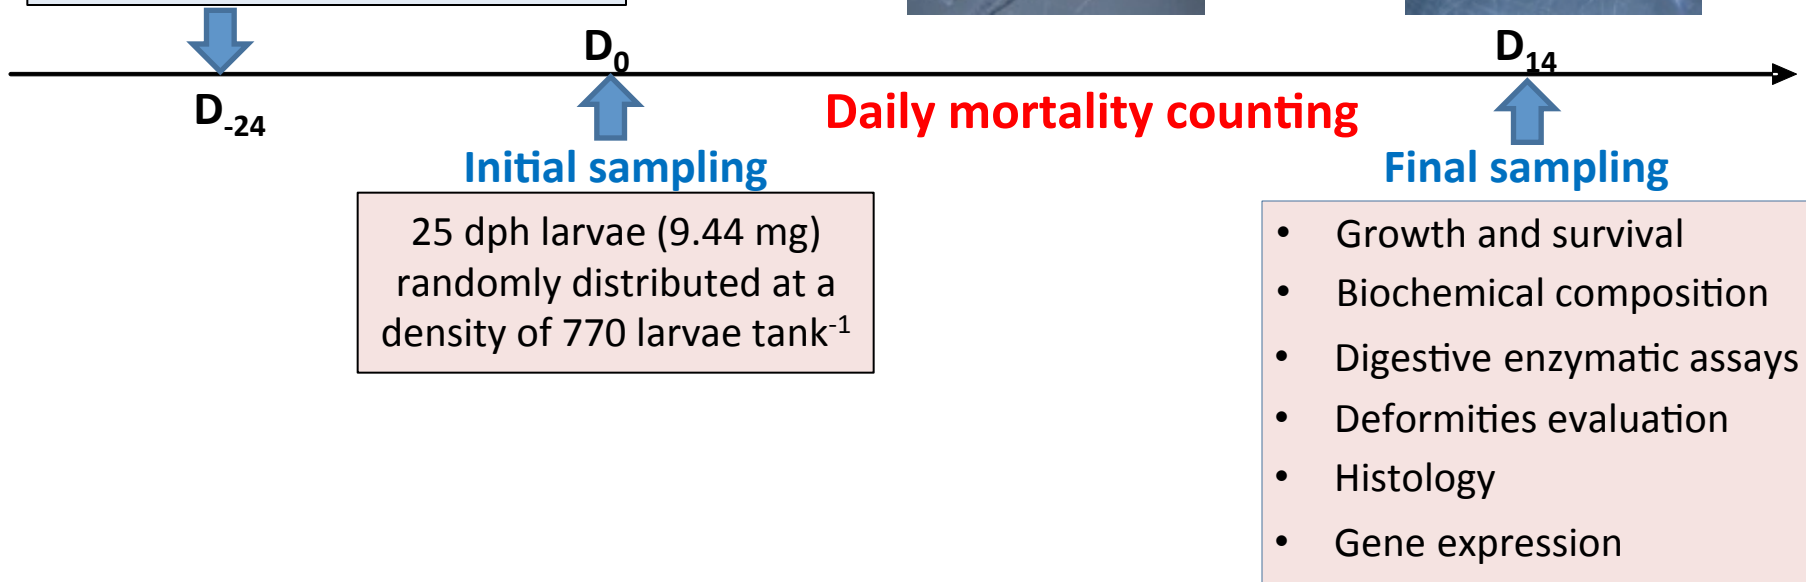 D0
D14
D-24
Daily mortality counting
Initial sampling
Final sampling
25 dph larvae (9.44 mg)
randomly distributed at a
density of 770 larvae tank-1
• Growth and survival
• Biochemical composition
• Digestive enzymatic assays
• Deformities evaluation
• Histology
• Gene expression